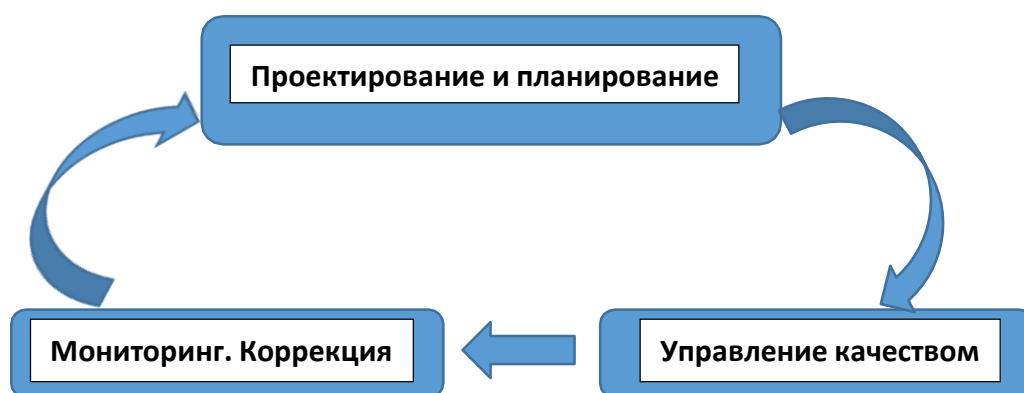 Проектирование и планирование
Мониторинг. Коррекция
Управление качеством